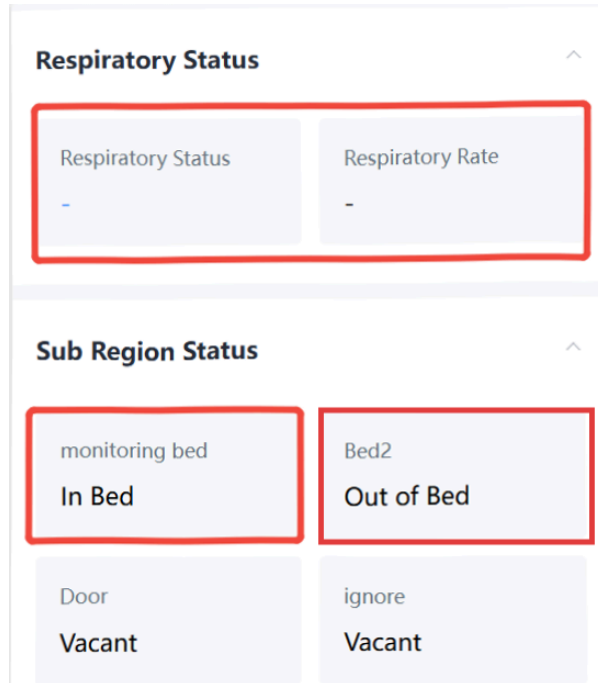 Respiratory Status
Respiratory Status Respiratory Rate
- -
Sub Region Status
monitoring bed Bed2
In Bed Out of Bed
Door ignore
Vacant Vacant